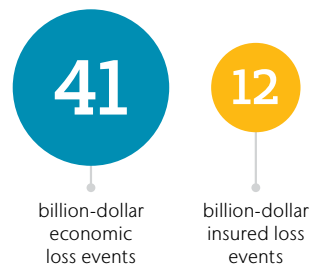 41
billion-dollar
economic
loss events
12
billion-dollar
insured loss
events